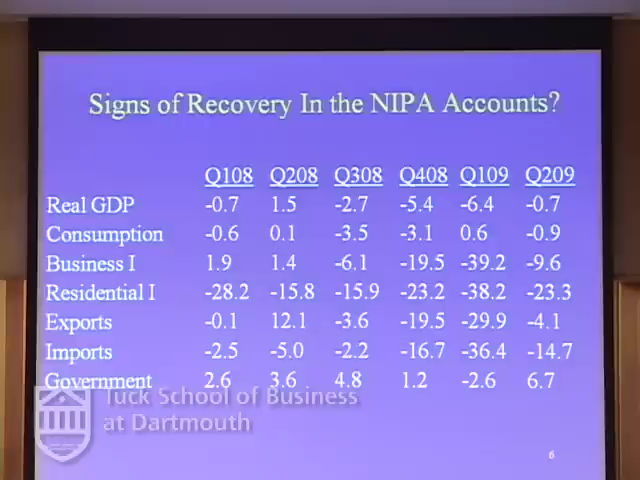 Signs of Recovery In the NIPA Accounts?
Q108 Q208 Q308 Q408 Q109 Q209
Real GDP -0.7 1.5 -2.7 -5.4 -6.4 -0.7
Consumption -0.6 0.1 -3.5 -3.1 0.6 -0.9
Business I 1.9 1.4 -6.1 -19.5 -39.2 -9.6
Residential I -28.2 -15.8 -15.9 -23.2 -38.2 -23.3
Exports -0.1 12.1 -3.6 -19.5 -29.9 -4.1
Imports -2.5 -5.0 -2.2 -16.7 -36.4 -14.7
Government 2.6 3.6 4.8 1.2 -2.6 6.7
Tuck School of Business
at Dartmouth
6